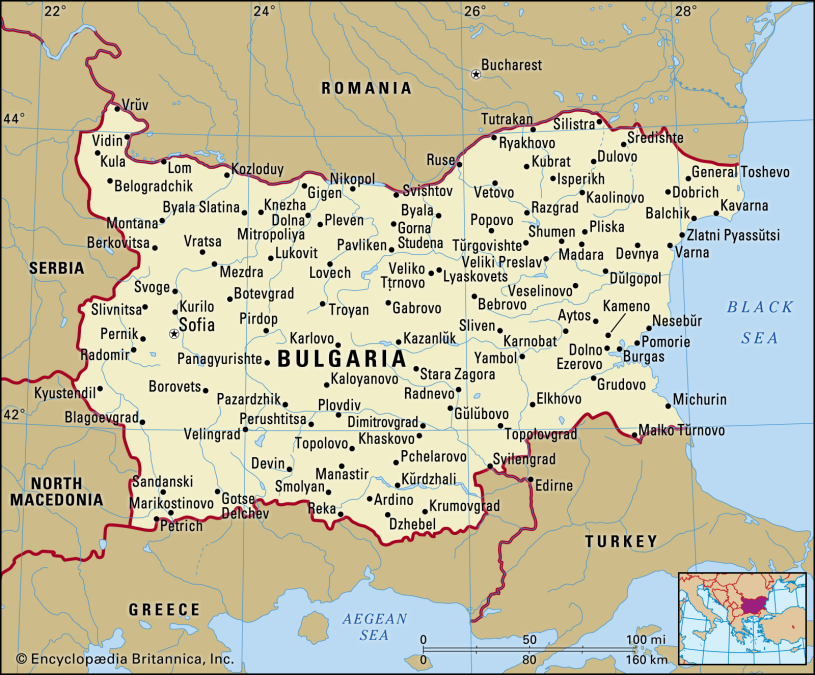 22°
24°
26°
28°
Bucharest
ROMANIA
Vrŭv
44°
Tutrakan
Silistra
Vidin
Ryakhovo
Sredishte
Kula
Lom
Kozloduy
Ruse
Kubrat
Dulovo
General Toshevo
Belogradchik
Nikopol
Gigen
Svishtov
Vetovo
Isperikh
Kaolinovo
Dobrich
Byala Slatina
Knezha
Dolna
Mitropoliya
Pleven
Byala
Razgrad
Balchik
Kavarna
Montana
Gorna
Studena
Popovo
Shumen
Pliska
Zlatni Pyassŭtsi
Berkovitsa
Vratsa
Lukovit
Pavliken
Tŭrgovishte
Madara
Devnya
Varna
SERBIA
Mezdra
Lovech
Veliko
Tŭrnovo
Lyaskovets
Veliki Preslav
Dŭlgopol
Svoge
Botevgrad
Veselinovo
Slivnitsa
Kurilo
Troyan
Gabrovo
Bebrovo
Kameno
BLACK
SEA
Sofia
Pirdop
Aytos
Nesebŭr
Pernik
Karlovo
Kazanlŭk
Sliven
Karnobat
Pomorie
Radomir
Panagyurishte
BULGARIA
Yambol
Dolno
Ezerovo
Burgas
Stara Zagora
Kyustendil
Borovets
Kaloyanovo
Radnevo
Grudovo
Pazardzhik
Plovdiv
Gŭlŭbovo
Elkhovo
Michurin
42°
Blagoevgrad
Perushtitsa
Dimitrovgrad
Velingrad
Khaskovo
Topolovgrad
Malko Tŭrnovo
Topolovo
Devin
Pchelarovo
Svilengrad
NORTH
MACEDONIA
Sandanski
Manastir
Kŭrdzhali
Edirne
Marikostinovo
Gotse
Delchev
Smolyan
Ardino
Krumovgrad
Petrich
Reka
Dzhebel
TURKEY
GREECE
AEGEAN
SEA
0 50 100 mi
0 80 160 km
© Encyclopædia Britannica, Inc.